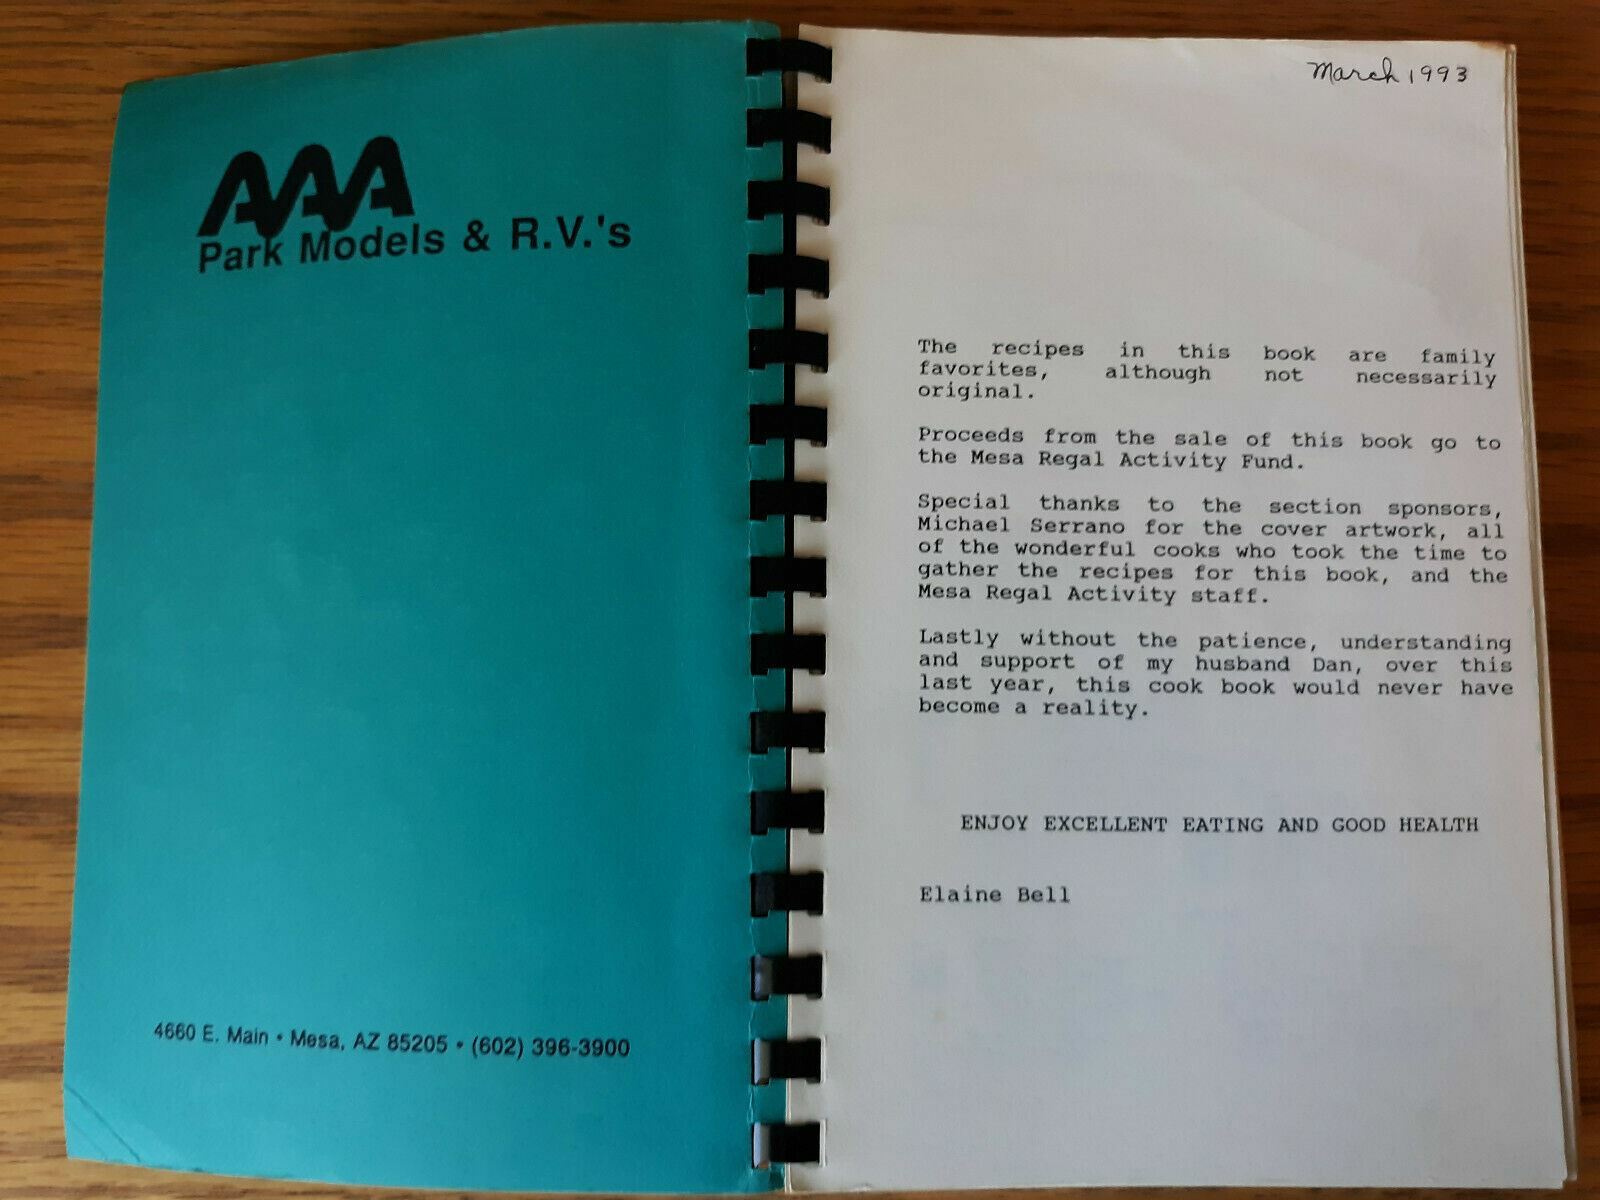 AAA
Park Models & R.V.'s
4660 E. Main • Mesa, AZ 85205 • (602) 396-3900
March 1993
The recipes in this book are family
favorites, although not necessarily
original.
Proceeds from the sale of this book go to
the Mesa Regal Activity Fund.
Special thanks to the section sponsors,
Michael Serrano for the cover artwork, all
of the wonderful cooks who took the time to
gather the recipes for this book, and the
Mesa Regal Activity staff.
Lastly without the patience, understanding
and support of my husband Dan, over this
last year, this cook book would never have
become a reality.
ENJOY EXCELLENT EATING AND GOOD HEALTH
Elaine Bell